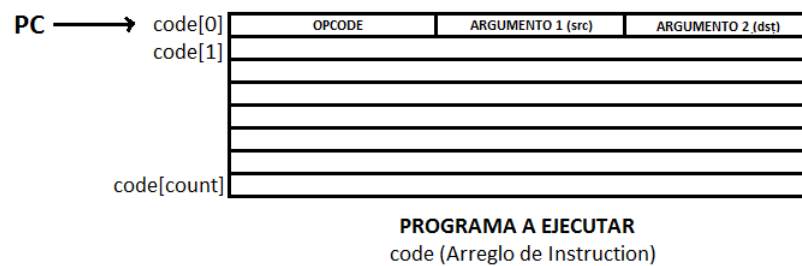 PC code[0] OPCODE ARGUMENTO 1 (src) ARGUMENTO 2 (dst)
code[1]
code[count]
PROGRAMA A EJECUTAR
code (Arreglo de Instruction)